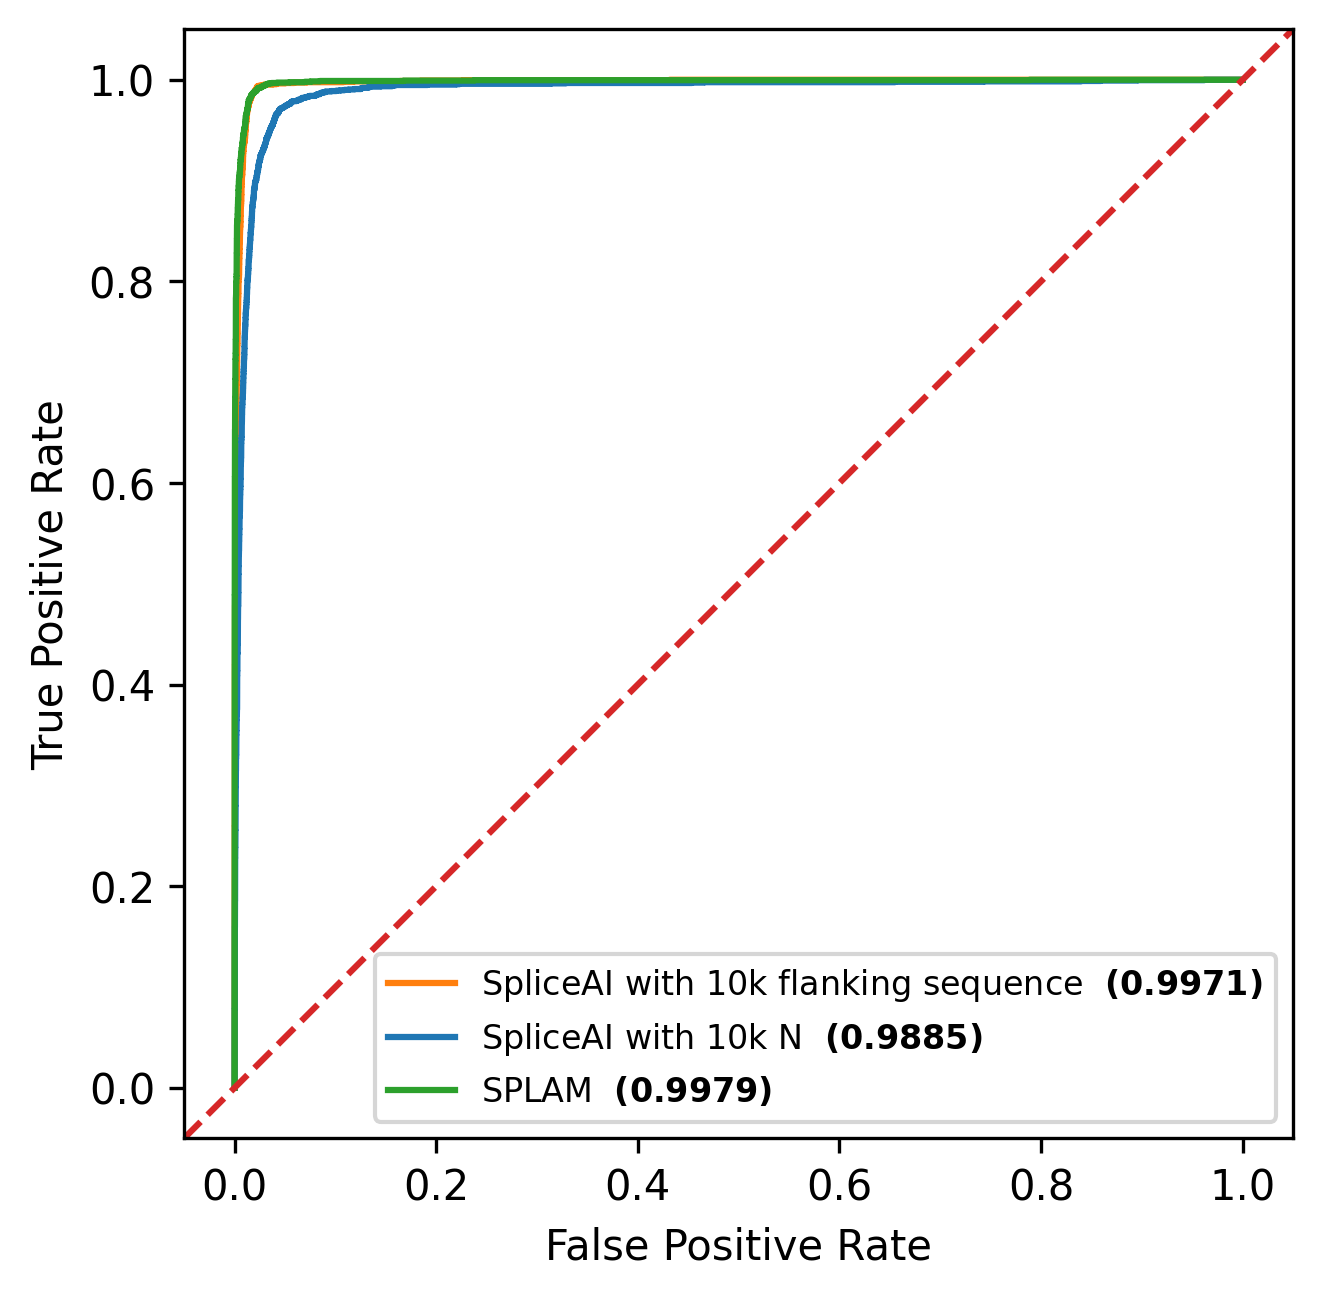 1.0
0.8
0.6
0.4
0.2
0.0
True Positive Rate
SpliceAI with 10k flanking sequence (0.9971)
SpliceAI with 10k N (0.9885)
SPLAM (0.9979)
0.0 0.2 0.4 0.6 0.8 1.0
False Positive Rate